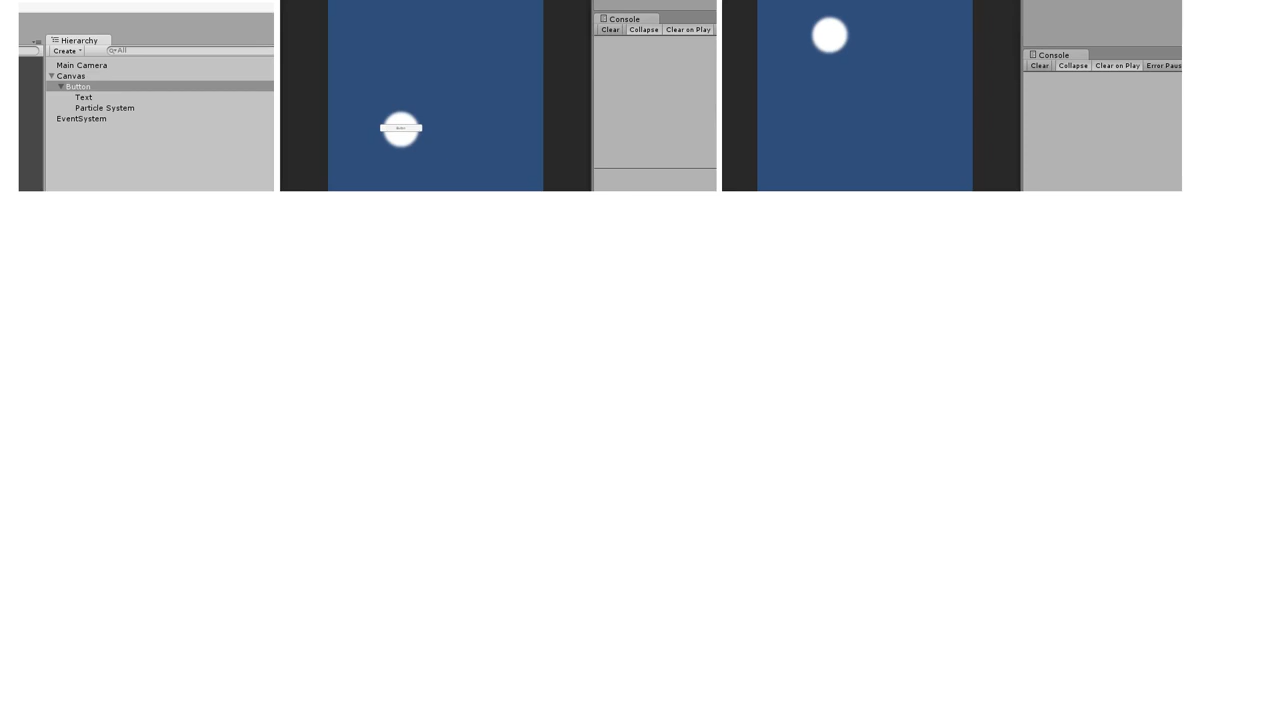 Hierarchy
Create
All
Main Camera
Canvas
Button
Text
Particle System
EventSystem
Button
Console
Clear Collapse Clear on Play
Console
Clear Collapse Clear on Play Error Paus